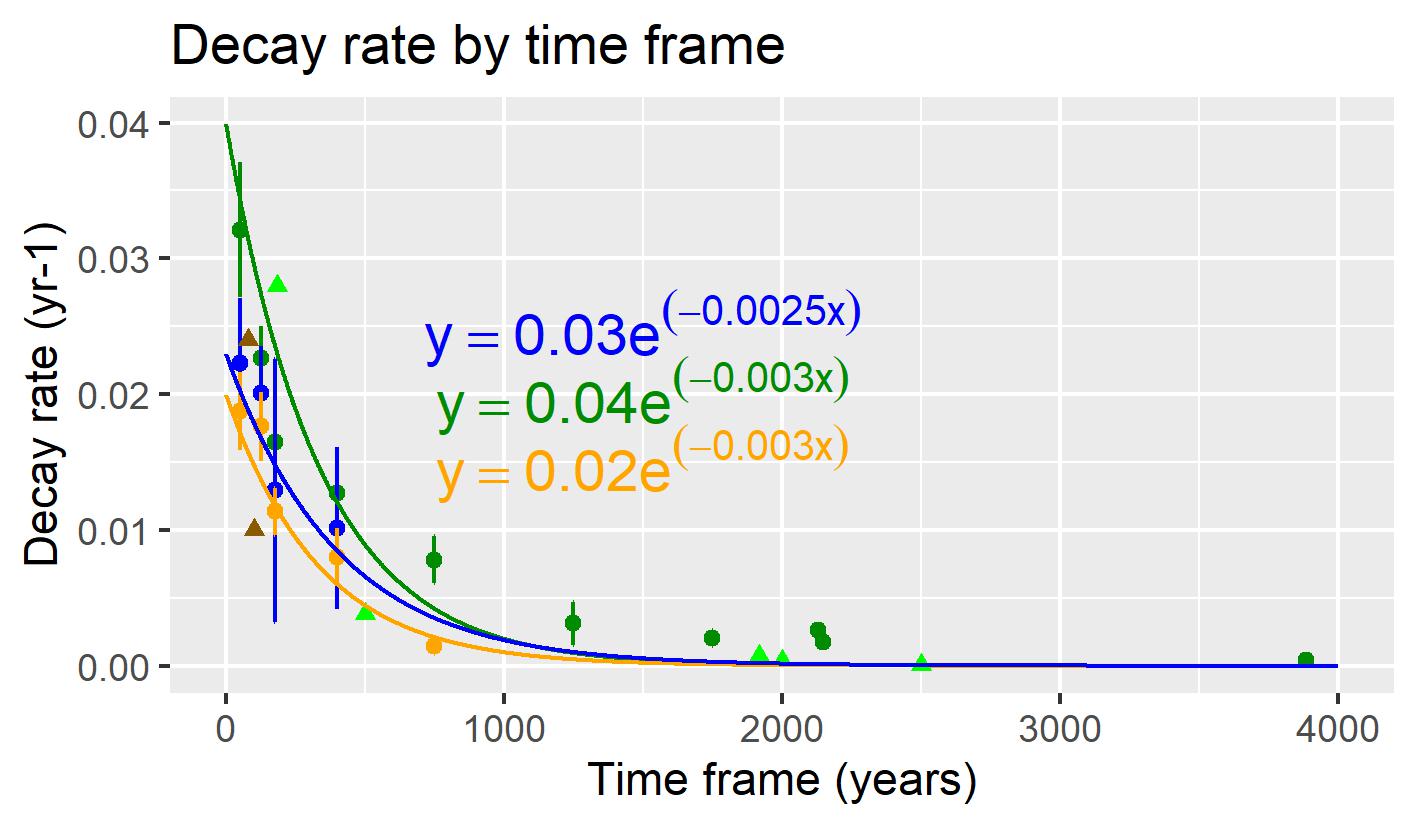 Decay rate by time frame
0.04
0.03
0.02
0.01
0.00
Decay rate (yr-1)
y = 0.03e(−0.0025x)
y = 0.04e(−0.003x)
y = 0.02e(−0.003x)
0 1000 2000 3000 4000
Time frame (years)